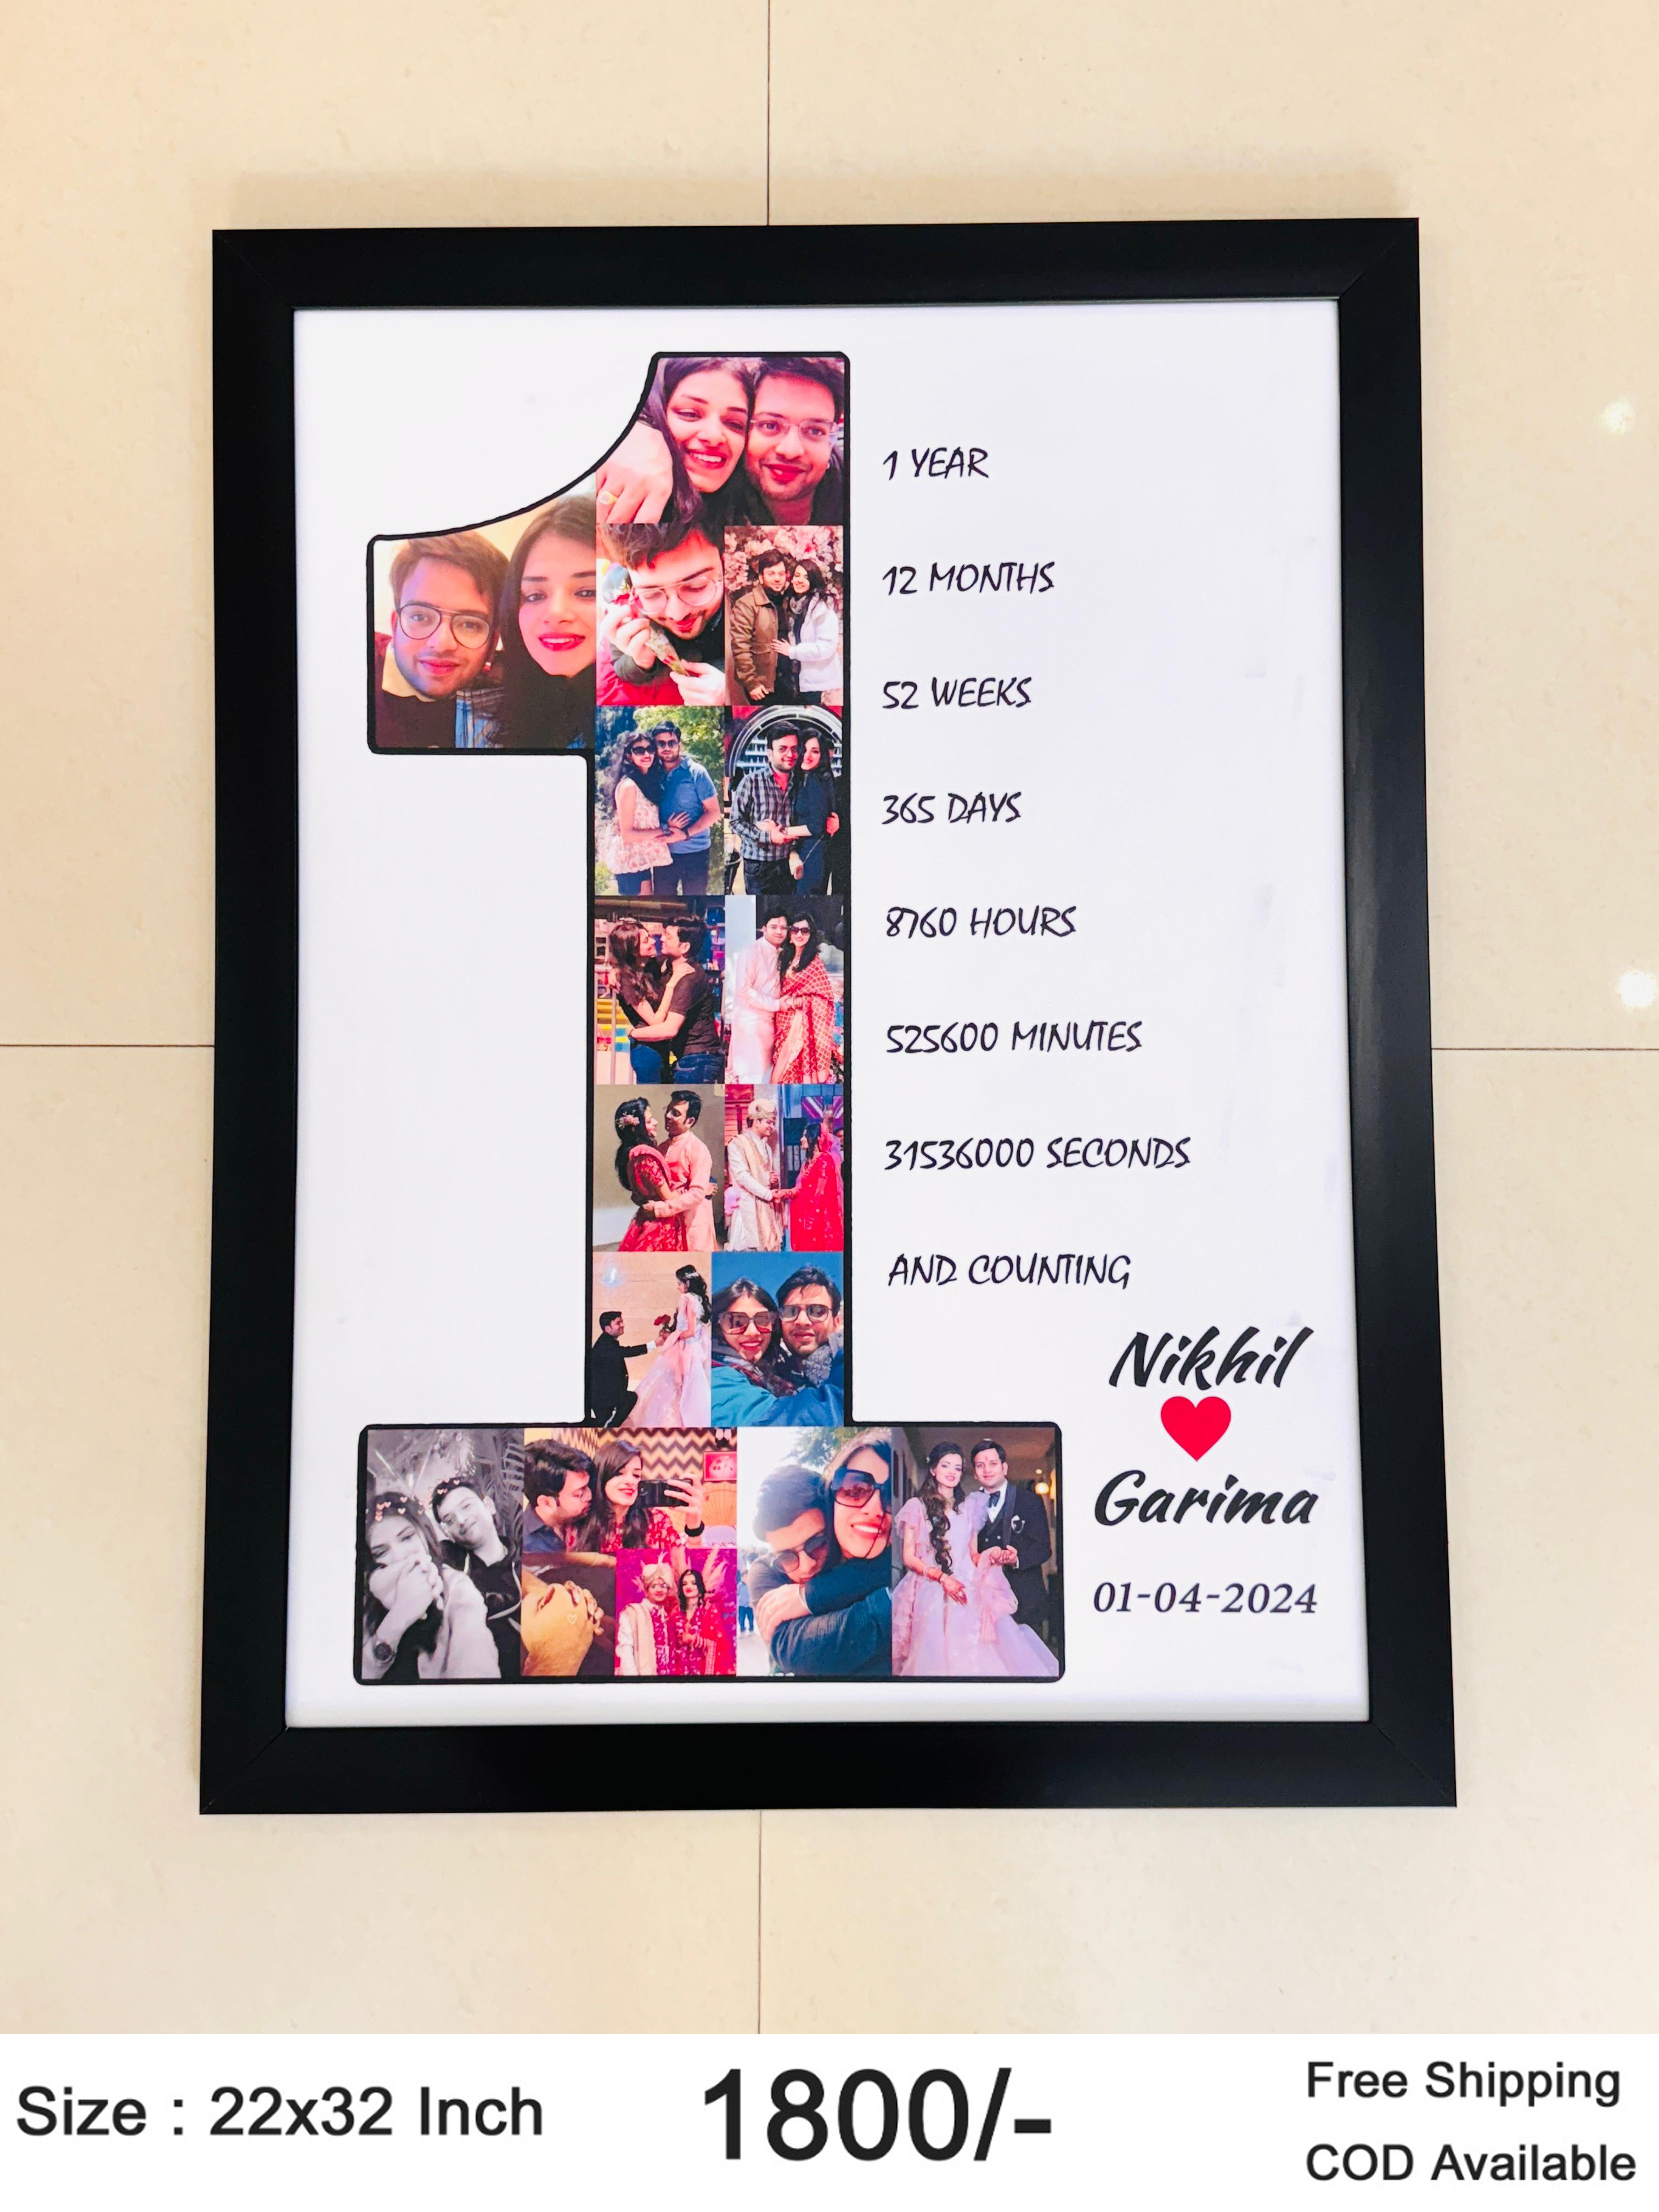 1 YEAR
12 MONTHS
52 WEEKS
365 DAYS
8760 HOURS
525600 MINUTES
31536000 SECONDS
AND COUNTING
Nikhil
Garima
01-04-2024
Size : 22x32 Inch
1800/-
Free Shipping
COD Available